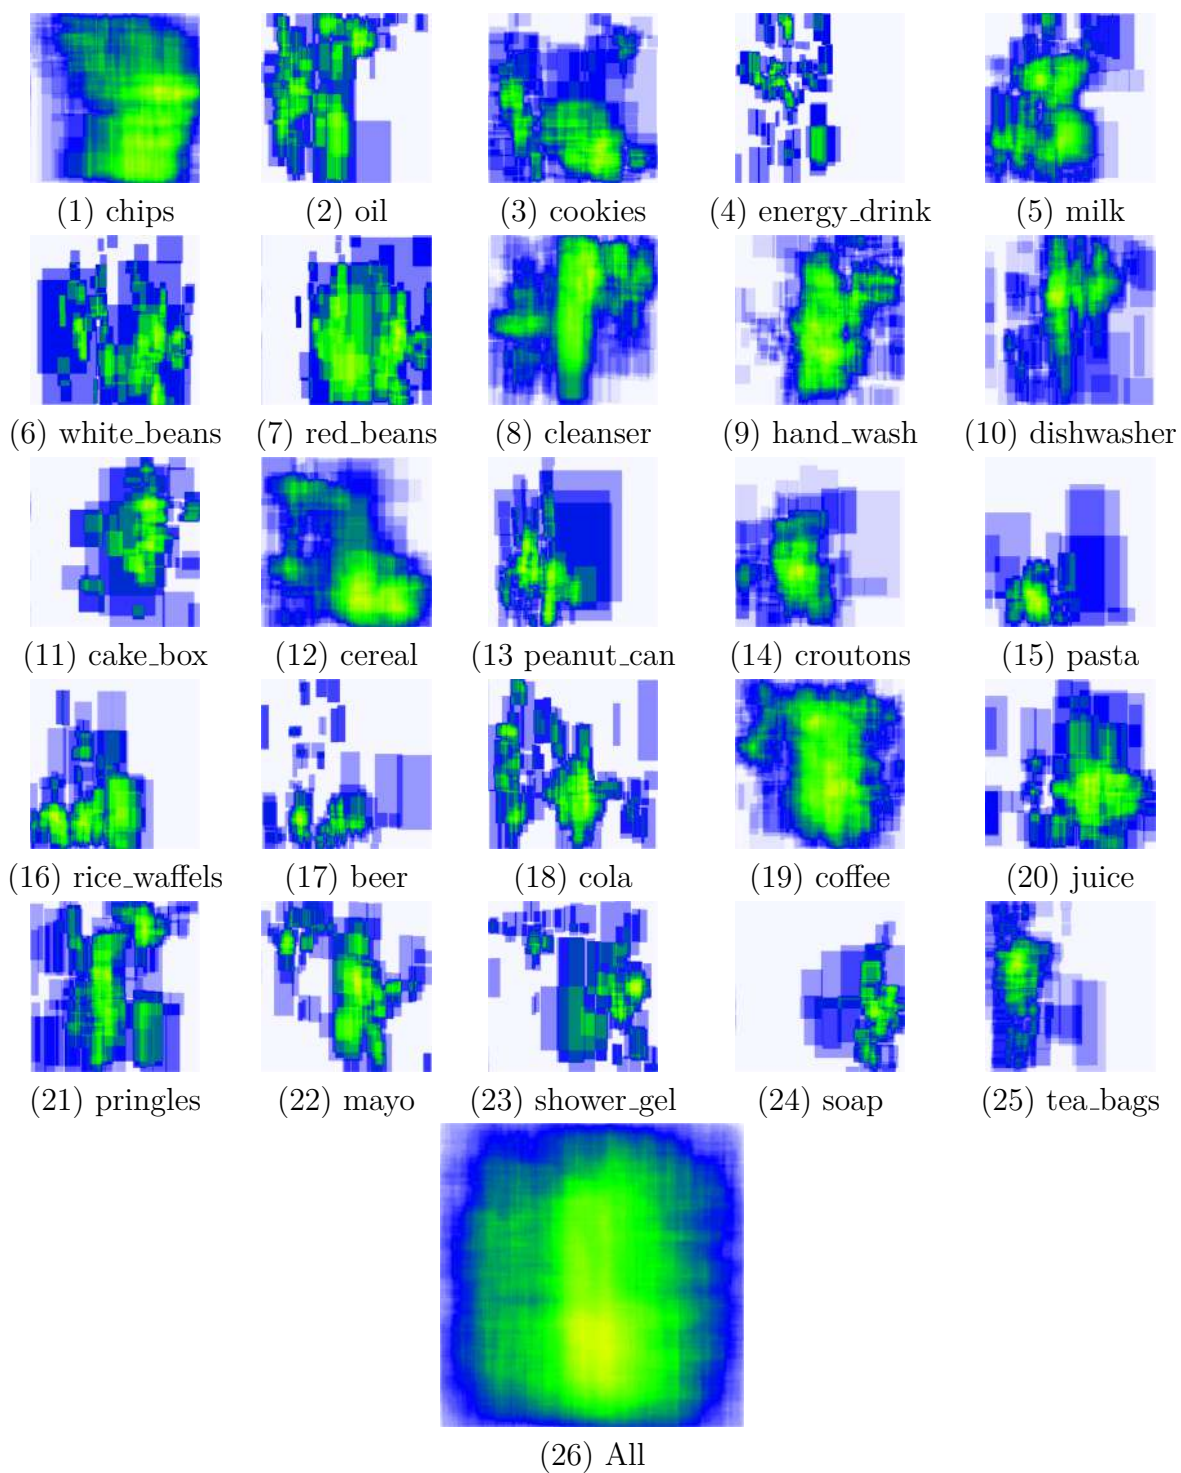 (1) chips (2) oil (3) cookies (4) energy_drink (5) milk
(6) white_beans (7) red_beans (8) cleanser (9) hand_wash (10) dishwasher
(11) cake_box (12) cereal (13 peanut_can (14) croutons (15) pasta
(16) rice_waffels (17) beer (18) cola (19) coffee (20) juice
(21) pringles (22) mayo (23) shower_gel (24) soap (25) tea_bags
(26) All